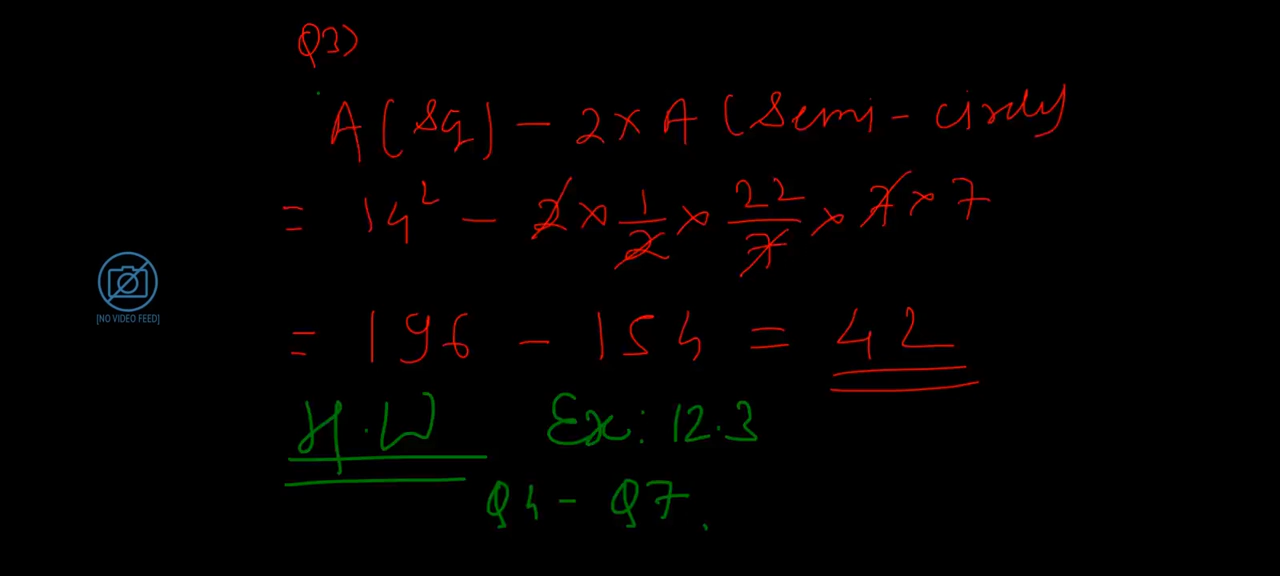 Q3)
A(Sq) - 2 × A (Semi-circle)
= 14² - 2 × 1/2 × 22/7 × 7 × 7
= 196 - 154 = 42
[NO VIDEO FEED]
H.W Ex: 12.3
Q4 - Q7.